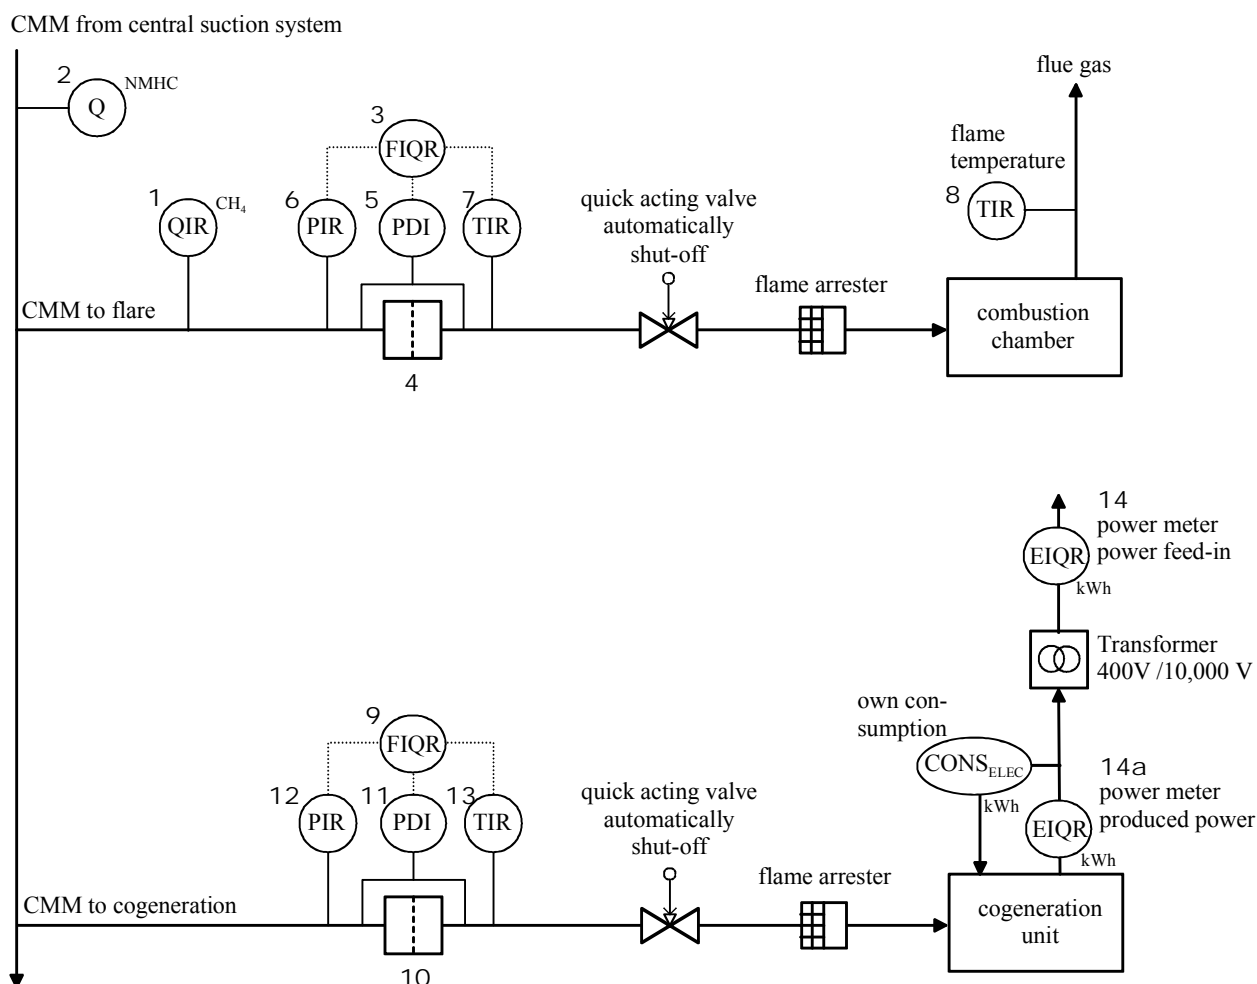 CMM from central suction system
2
NMHC
Q
flue gas
3
FIQR
flame
temperature
8
TIR
1
CH₄
QIR
6
PIR
5
PDI
7
TIR
quick acting valve
automatically
shut-off
CMM to flare
flame arrester
combustion
chamber
4
14
power meter
power feed-in
EIQR
kWh
Transformer
400V /10,000 V
own con-
sumption
CONS_ELEC
kWh
14a
power meter
produced power
EIQR
kWh
9
FIQR
12
PIR
11
PDI
13
TIR
quick acting valve
automatically
shut-off
CMM to cogeneration
flame arrester
cogeneration
unit
10